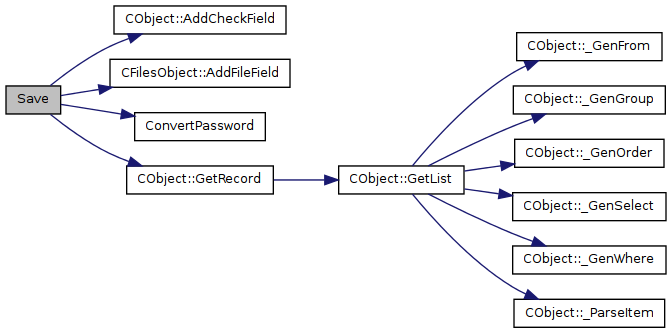 Save
CObject::AddCheckField
CFilesObject::AddFileField
ConvertPassword
CObject::GetRecord
CObject::GetList
CObject::_GenFrom
CObject::_GenGroup
CObject::_GenOrder
CObject::_GenSelect
CObject::_GenWhere
CObject::_ParseItem